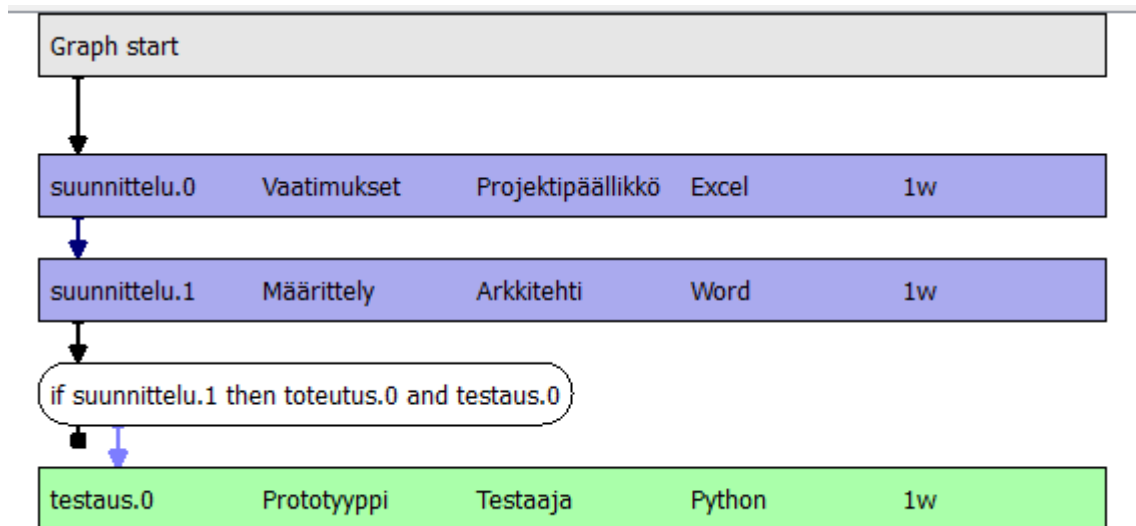 Graph start
suunnittelu.0 Vaatimukset Projektipäällikkö Excel 1w
suunnittelu.1 Määrittely Arkkitehti Word 1w
if suunnittelu.1 then toteutus.0 and testaus.0
testaus.0 Prototyyppi Testaaja Python 1w